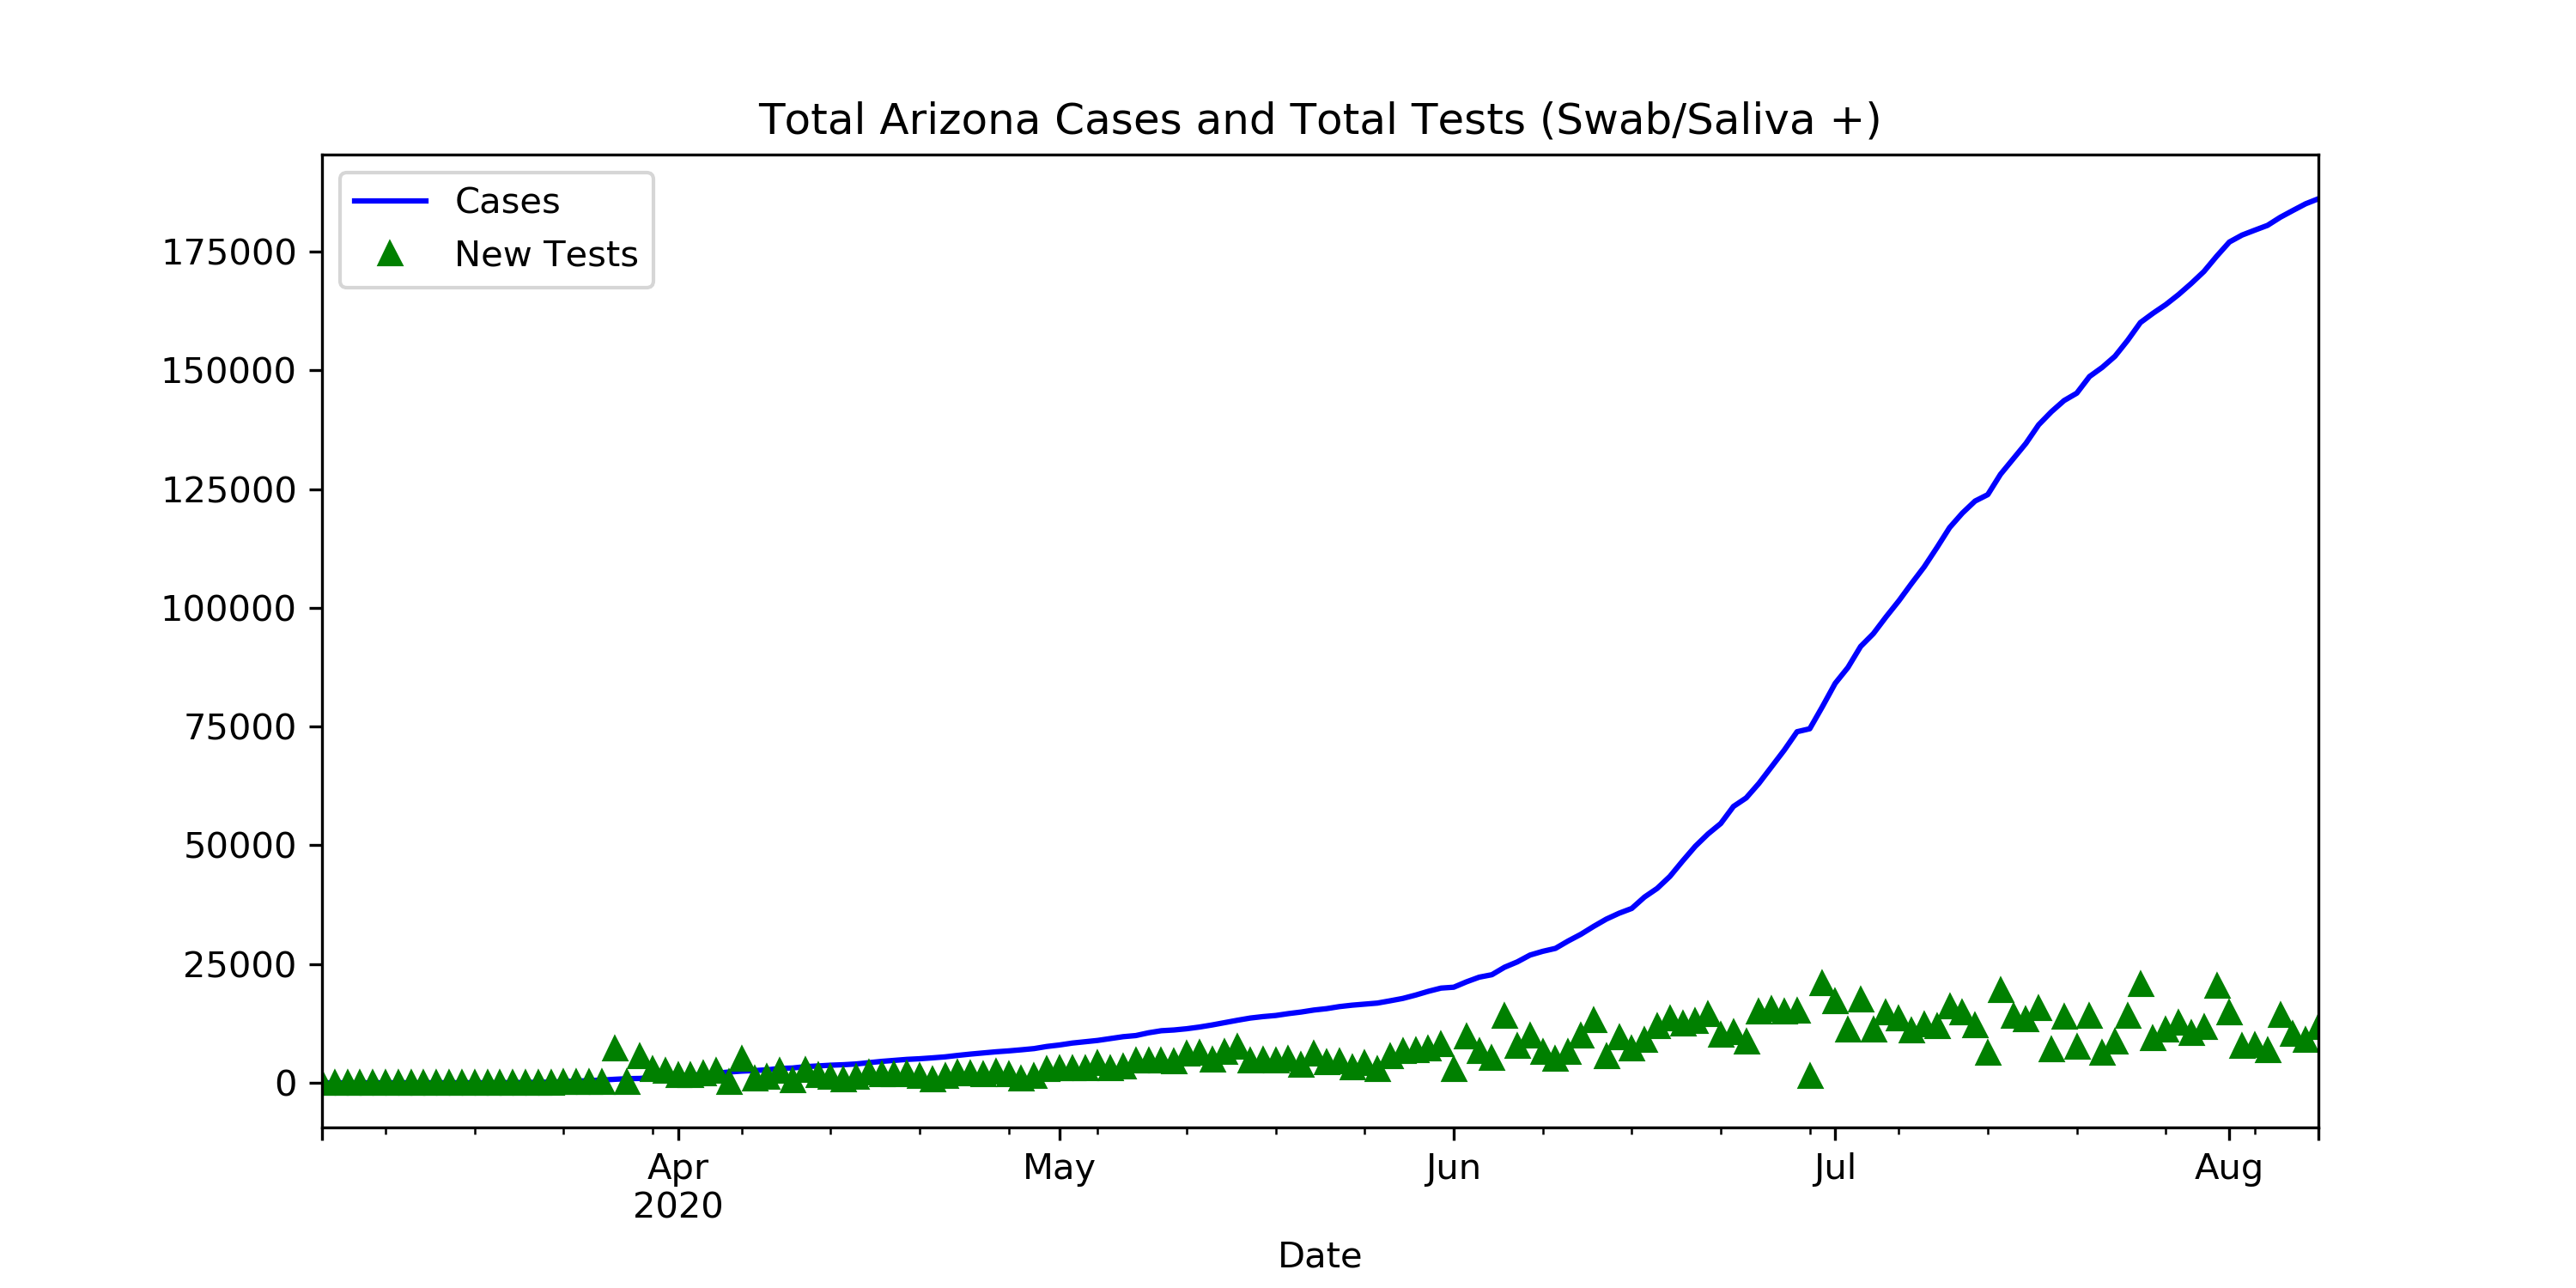 Total Arizona Cases and Total Tests (Swab/Saliva +)
Cases
New Tests
175000
150000
125000
100000
75000
50000
25000
0
Apr
2020
May
Jun
Jul
Aug
Date